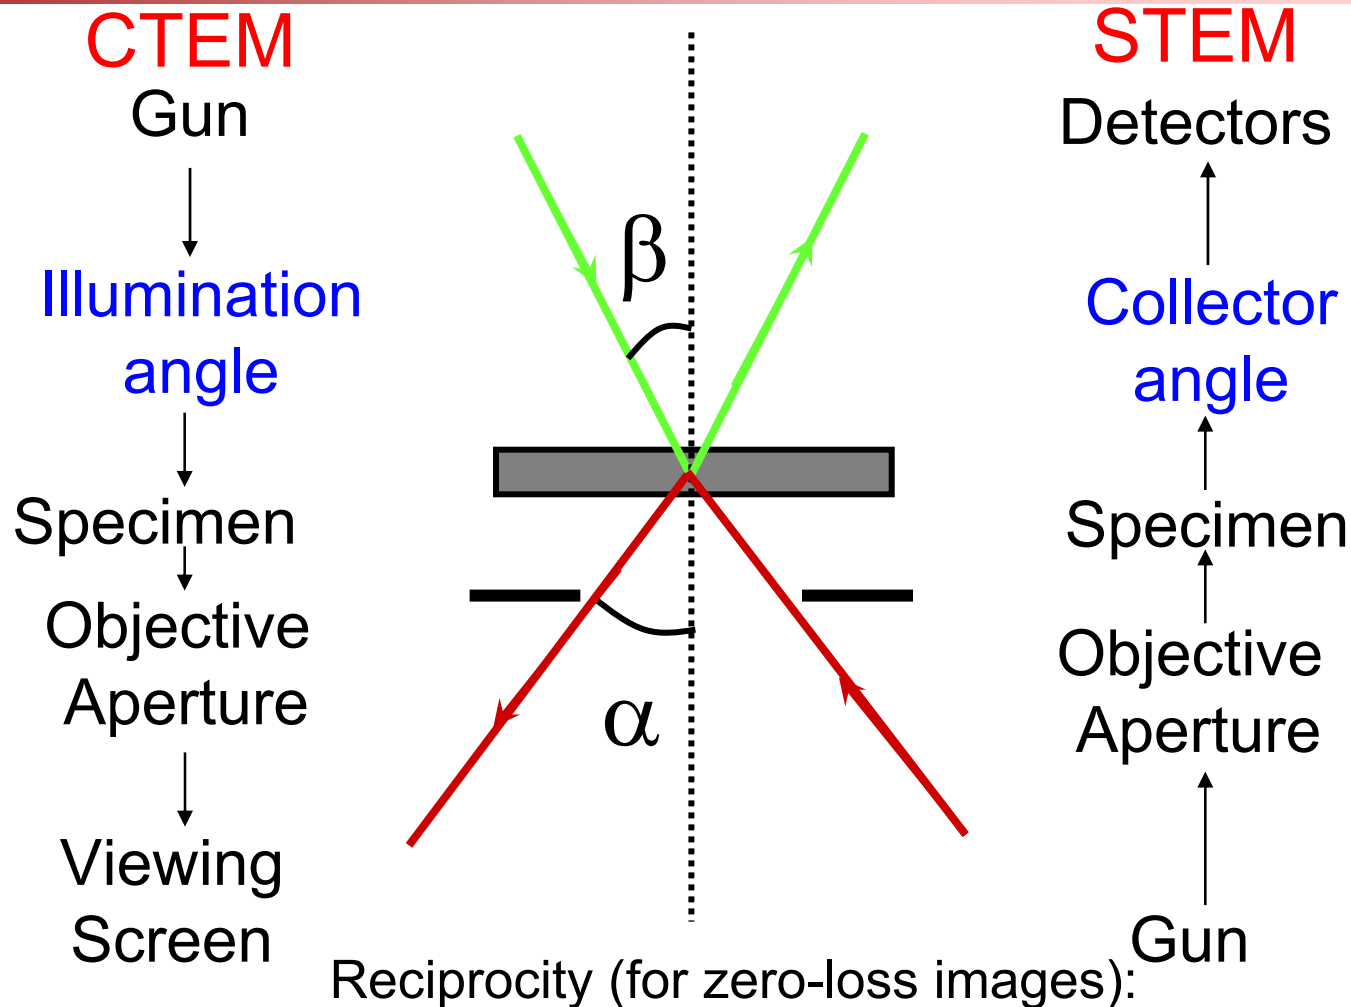 CTEM
Gun
Illumination
angle
Specimen
Objective
Aperture
Viewing
Screen
β
α
STEM
Detectors
Collector
angle
Specimen
Objective
Aperture
Gun
Reciprocity (for zero-loss images):